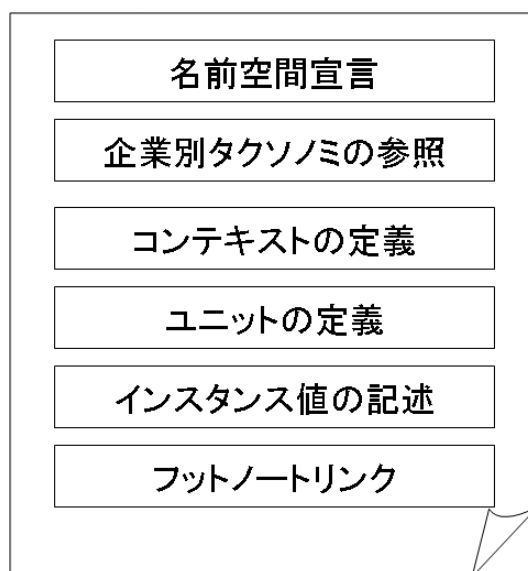 名前空間宣言
企業別タクソノミの参照
コンテキストの定義
ユニットの定義
インスタンス値の記述
フットノートリンク